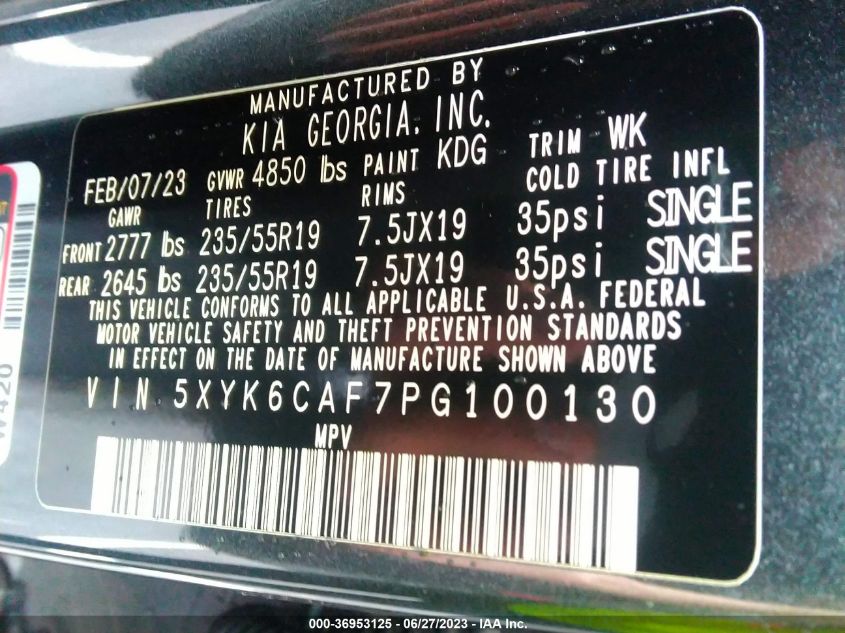 MANUFACTURED BY
KIA GEORGIA, INC.
FEB/07/23 GVWR 4850 lbs PAINT KDG TRIM WK
GAWR TIRES RIMS COLD TIRE INFL
FRONT 2777 lbs 235/55R19 7.5JX19 35psi SINGLE
REAR 2645 lbs 235/55R19 7.5JX19 35psi SINGLE
THIS VEHICLE CONFORMS TO ALL APPLICABLE U.S.A. FEDERAL
MOTOR VEHICLE SAFETY AND THEFT PREVENTION STANDARDS
IN EFFECT ON THE DATE OF MANUFACTURE SHOWN ABOVE
VIN 5XYK6CAF7PG100130
MPV
W420
000-36953125 - 06/27/2023 - IAA Inc.